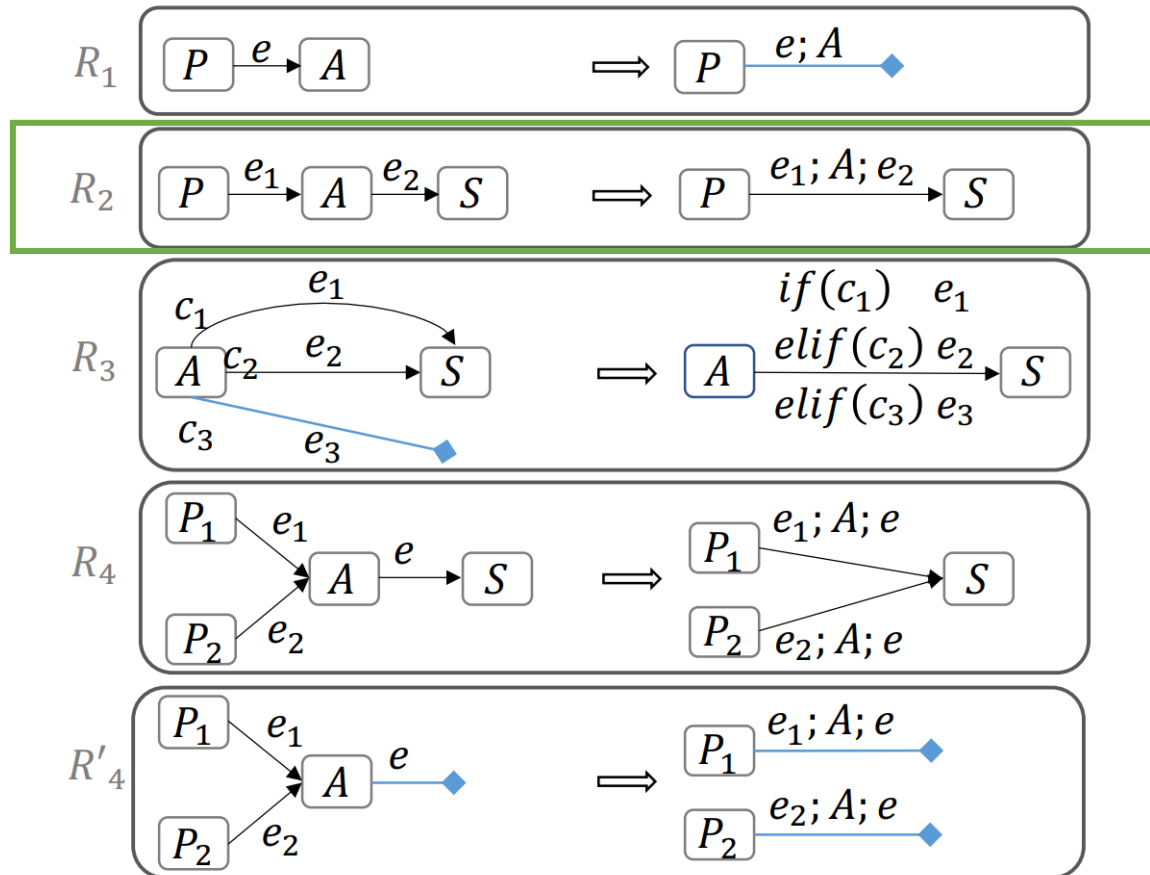 R₁ P e A ⟹ P e; A
R₂ P e₁ A e₂ S ⟹ P e₁; A; e₂ S
e₁ if(c₁) e₁
c₁
A c₂ e₂ S ⟹ A elif(c₂) e₂ S
R₃
c₃ e₃ elif(c₃) e₃
P₁ e₁ P₁ e₁; A; e
R₄ A e S ⟹ S
P₂ e₂ P₂ e₂; A; e
P₁ e₁ P₁ e₁; A; e
R'₄ A e ⟹
P₂ e₂ P₂ e₂; A; e